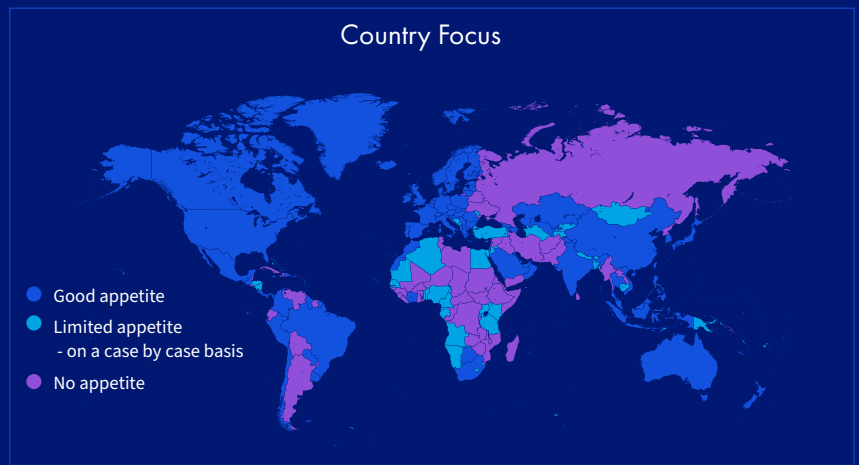 Country Focus
Good appetite
Limited appetite
- on a case by case basis
No appetite